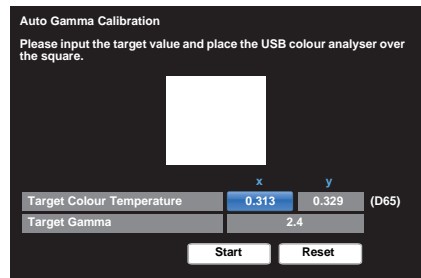 Auto Gamma Calibration
Please input the target value and place the USB colour analyser over
the square.
x y
Target Colour Temperature 0.313 0.329 (D65)
Target Gamma 2.4
Start Reset